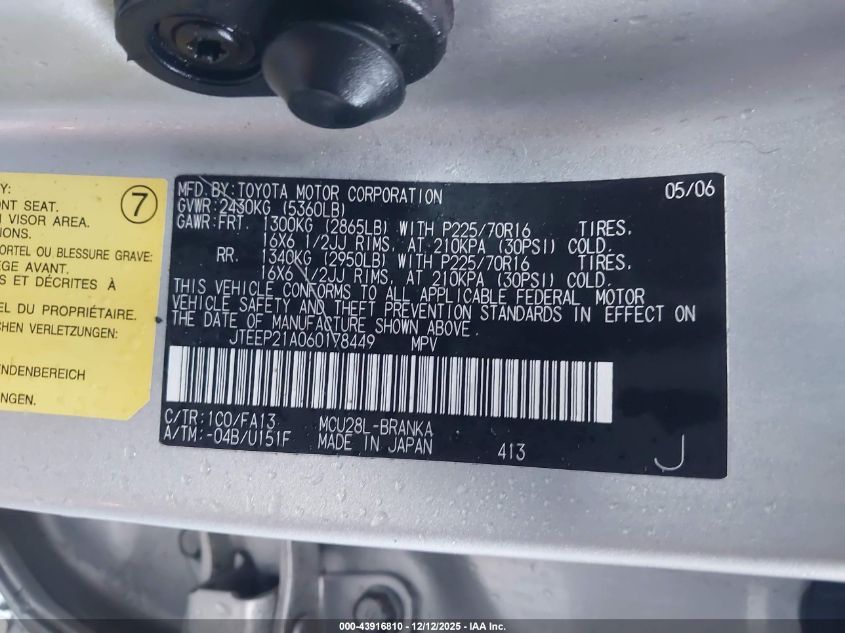 Y:
ONT SEAT.
N VISOR AREA.
IONS.
ORTEL OU BLESSURE GRAVE:
ÈGE AVANT.
S ET DÉCRITES À
EL DU PROPRIÉTAIRE.
CHEN VERLETZUNGEN:
ENDENBEREICH
UNGEN.
7
MFD.BY:TOYOTA MOTOR CORPORATION 05/06
GVWR:2430KG (5360LB)
GAWR:FRT. 1300KG (2865LB) WITH P225/70R16 TIRES.
16X6 1/2JJ RIMS, AT 210KPA (30PSI) COLD.
RR. 1340KG (2950LB) WITH P225/70R16 TIRES.
16X6 1/2JJ RIMS, AT 210KPA (30PSI) COLD.
THIS VEHICLE CONFORMS TO ALL APPLICABLE FEDERAL MOTOR
VEHICLE SAFETY AND THEFT PREVENTION STANDARDS IN EFFECT ON
THE DATE OF MANUFACTURE SHOWN ABOVE.
JTEEP21A060198449 MPV
C/TR:1C0/FA13 MCU28L-BRANKA
A/TM:-04B/U151F MADE IN JAPAN 413
J
000-43916810 – 12/12/2025 – IAA Inc.